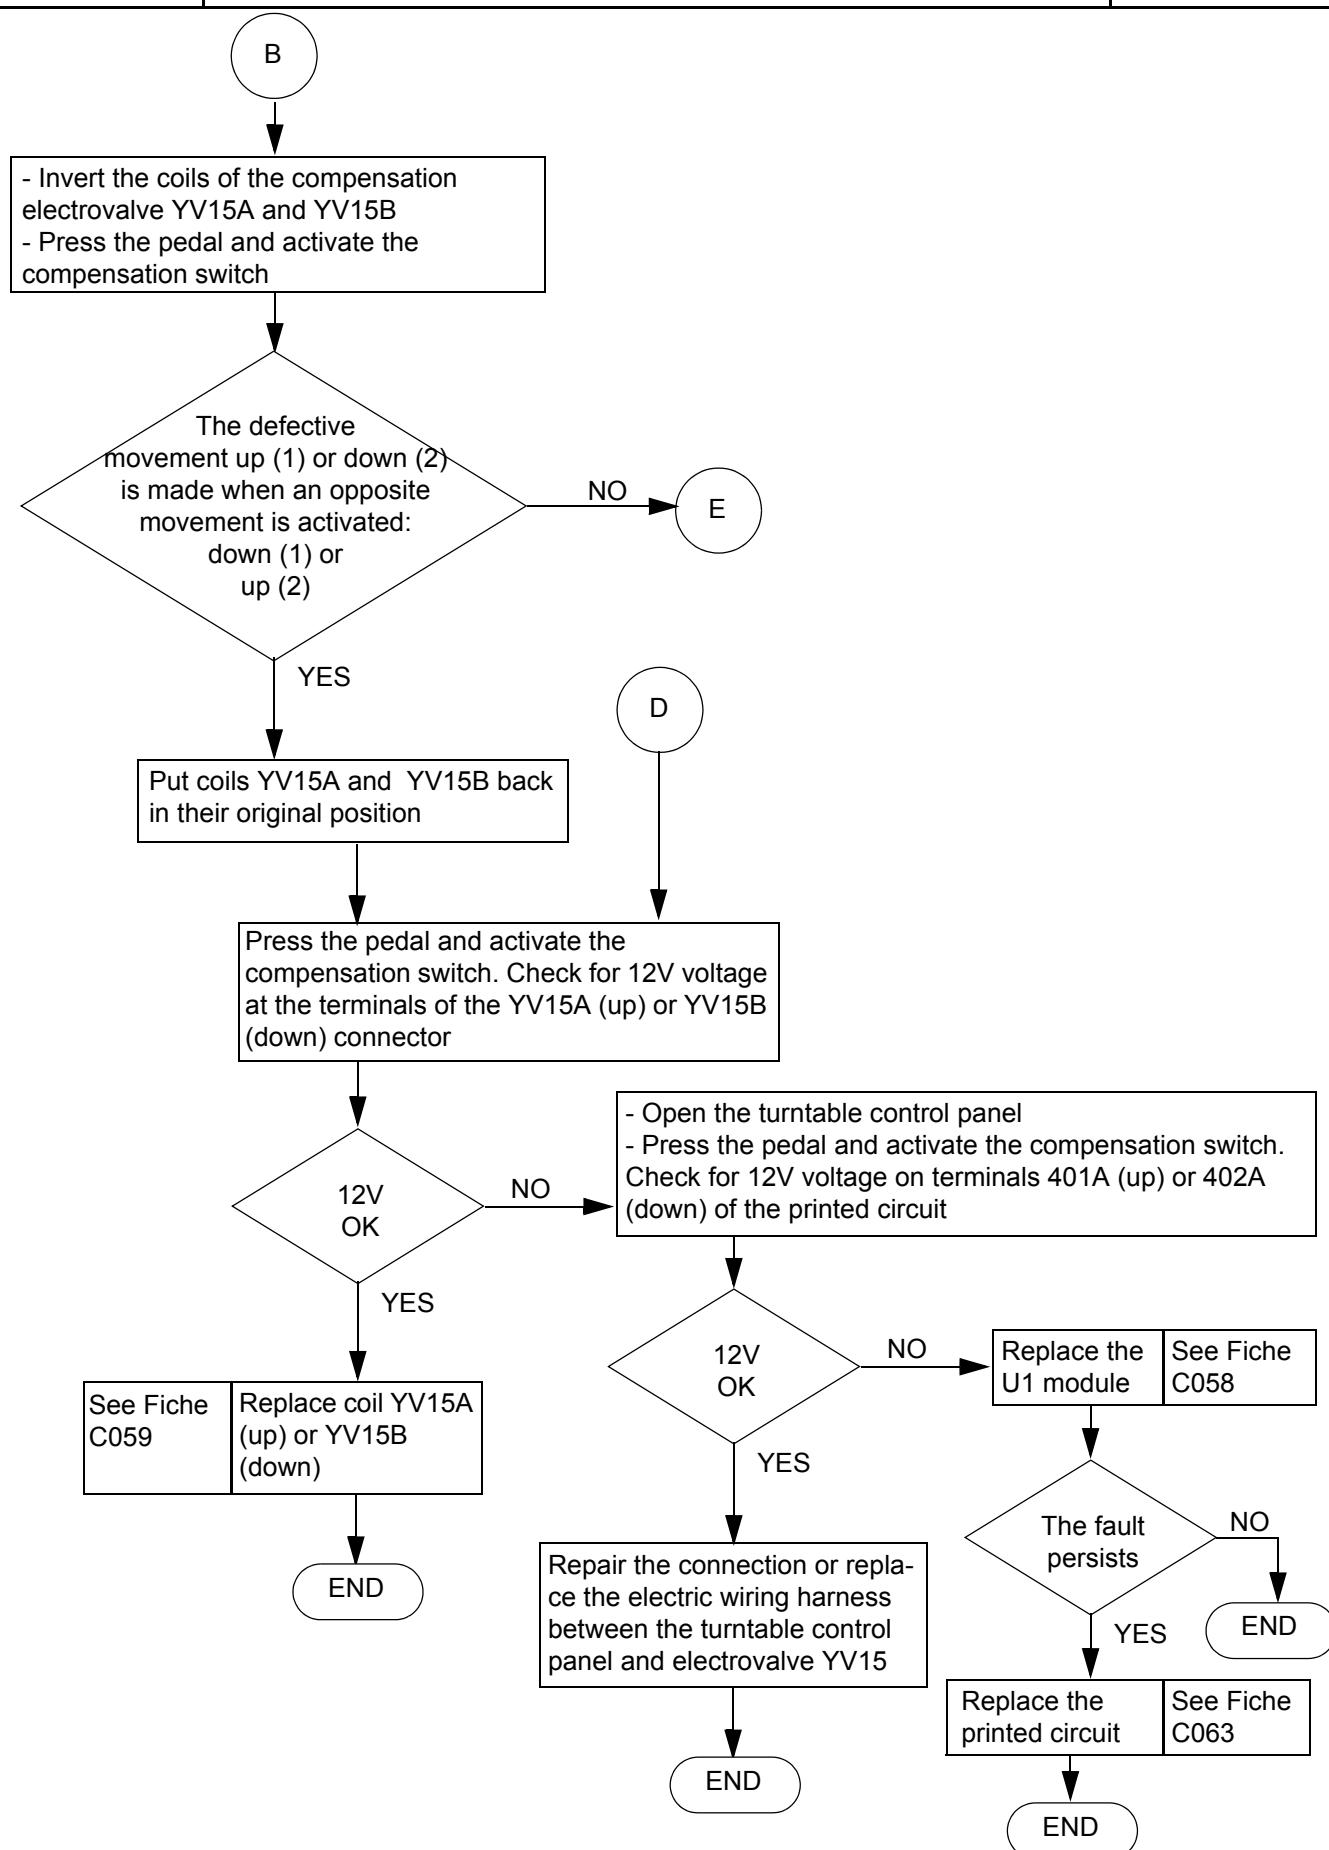 B
- Invert the coils of the compensation
electrovalve YV15A and YV15B
- Press the pedal and activate the
compensation switch
The defective
movement up (1) or down (2)
is made when an opposite
movement is activated:
down (1) or
up (2)
NO
E
YES
D
Put coils YV15A and  YV15B back
in their original position
Press the pedal and activate the
compensation switch. Check for 12V voltage
at the terminals of the YV15A (up) or YV15B
(down) connector
- Open the turntable control panel
- Press the pedal and activate the compensation switch.
Check for 12V voltage on terminals 401A (up) or 402A
(down) of the printed circuit
12V
OK
NO
YES
12V
OK
NO
Replace the
U1 module
See Fiche
C058
See Fiche
C059
Replace coil YV15A
(up) or YV15B
(down)
YES
The fault
persists
NO
END
Repair the connection or repla-
ce the electric wiring harness
between the turntable control
panel and electrovalve YV15
END
YES
Replace the
printed circuit
See Fiche
C063
END
END